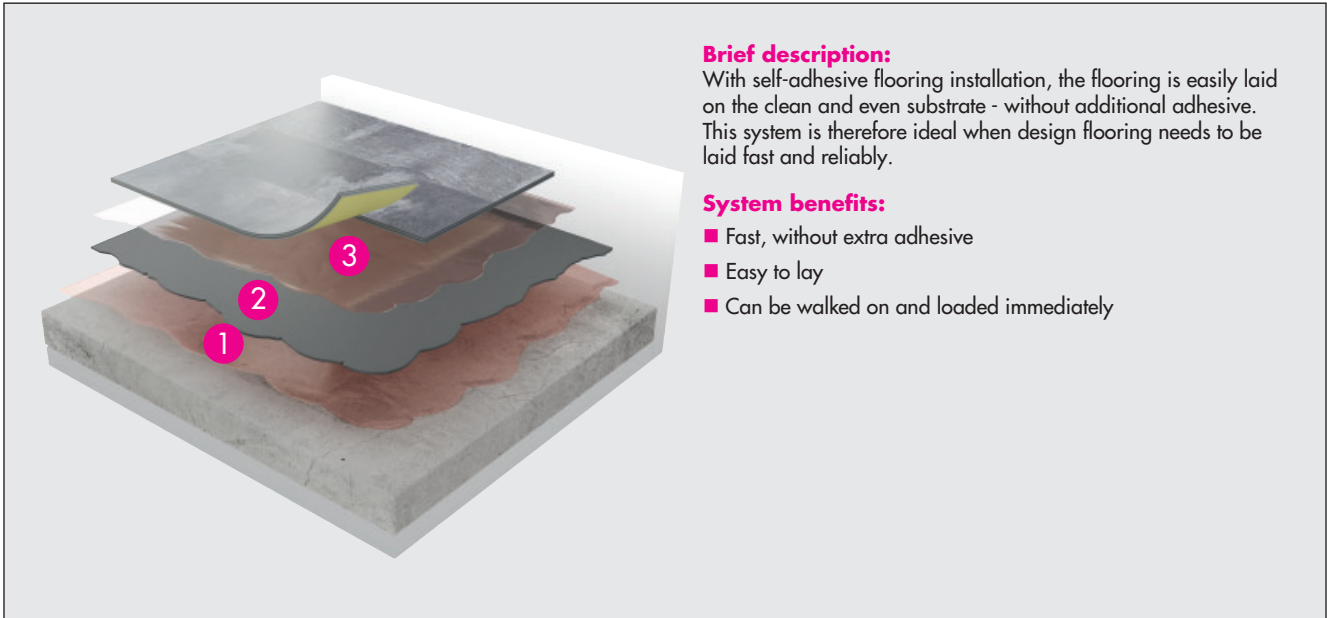 Brief description:
With self-adhesive flooring installation, the flooring is easily laid
on the clean and even substrate - without additional adhesive.
This system is therefore ideal when design flooring needs to be
laid fast and reliably.
System benefits:
■ Fast, without extra adhesive
■ Easy to lay
■ Can be walked on and loaded immediately
3
2
1